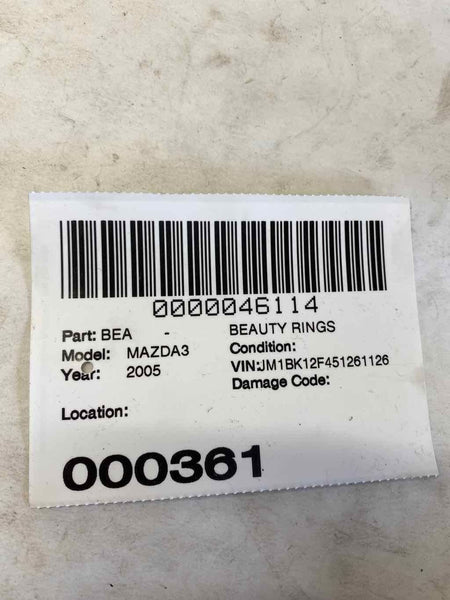 0000046114
Part: BEA - BEAUTY RINGS
Model: MAZDA3 Condition:
Year: 2005 VIN:JM1BK12F451261126
Damage Code:
Location:
000361